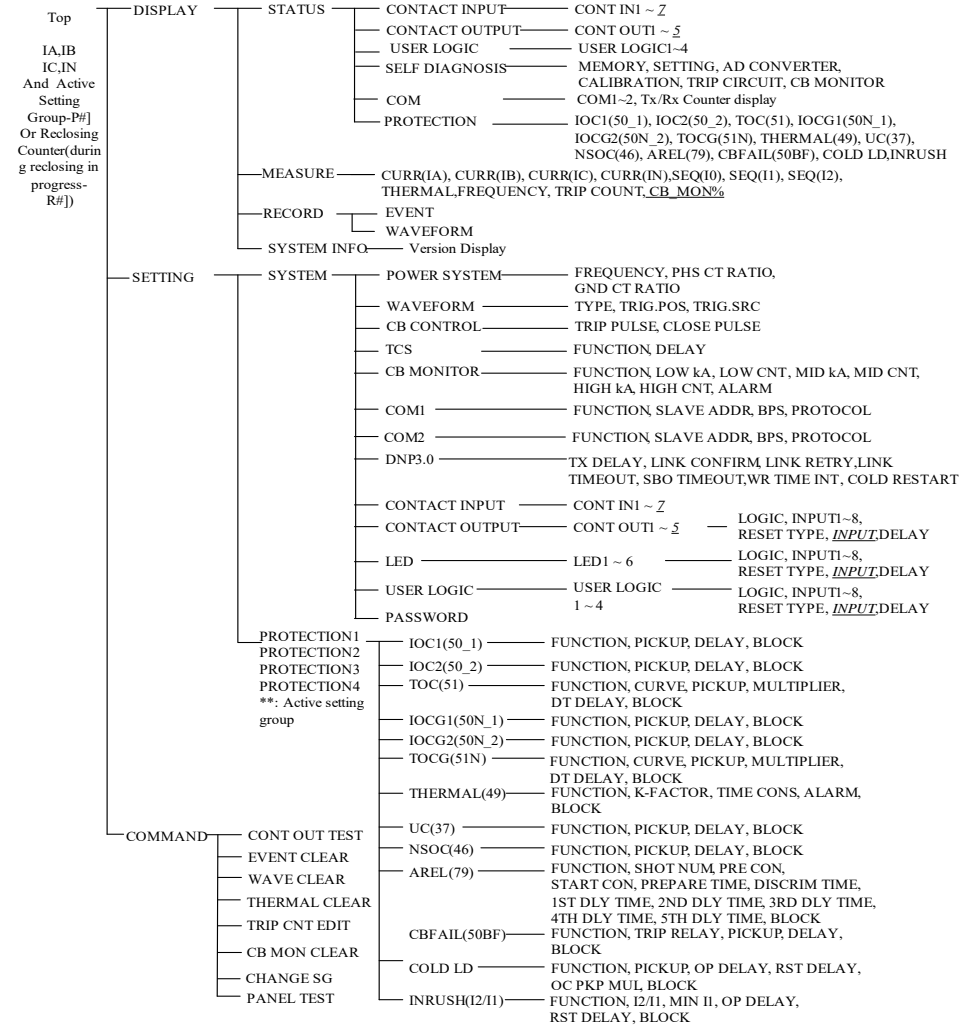 Top
IA,IB
IC,IN
And Active
Setting
Group-P#]
Or Reclosing
Counter(durin
g reclosing in
progress-
R#])
DISPLAY
STATUS
CONTACT INPUT CONT IN1 ~ 7
CONTACT OUTPUT CONT OUT1 ~ 5
USER LOGIC USER LOGIC1~4
SELF DIAGNOSIS MEMORY, SETTING, AD CONVERTER,
CALIBRATION, TRIP CIRCUIT, CB MONITOR
COM COM1~2, Tx/Rx Counter display
PROTECTION IOC1(50_1), IOC2(50_2), TOC(51), IOCG1(50N_1),
IOCG2(50N_2), TOCG(51N), THERMAL(49), UC(37),
NSOC(46), AREL(79), CBFAIL(50BF), COLD LD,INRUSH
MEASURE CURR(IA), CURR(IB), CURR(IC), CURR(IN),SEQ(I0), SEQ(I1), SEQ(I2),
THERMAL,FREQUENCY, TRIP COUNT, CB_MON%
RECORD EVENT
WAVEFORM
SYSTEM INFO Version Display
SETTING
SYSTEM
POWER SYSTEM FREQUENCY, PHS CT RATIO,
GND CT RATIO
WAVEFORM TYPE, TRIG.POS, TRIG.SRC
CB CONTROL TRIP PULSE, CLOSE PULSE
TCS FUNCTION, DELAY
CB MONITOR FUNCTION, LOW kA, LOW CNT, MID kA, MID CNT,
HIGH kA, HIGH CNT, ALARM
COM1 FUNCTION, SLAVE ADDR, BPS, PROTOCOL
COM2 FUNCTION, SLAVE ADDR, BPS, PROTOCOL
DNP3.0 TX DELAY, LINK CONFIRM, LINK RETRY,LINK
TIMEOUT, SBO TIMEOUT,WR TIME INT, COLD RESTART
CONTACT INPUT CONT IN1 ~ 7
CONTACT OUTPUT CONT OUT1 ~ 5 LOGIC, INPUT1~8,
RESET TYPE, INPUT,DELAY
LED LED1 ~ 6 LOGIC, INPUT1~8,
RESET TYPE, INPUT,DELAY
USER LOGIC USER LOGIC
1 ~ 4 LOGIC, INPUT1~8,
RESET TYPE, INPUT,DELAY
PASSWORD
PROTECTION1
PROTECTION2
PROTECTION3
PROTECTION4
**: Active setting
group
IOC1(50_1) FUNCTION, PICKUP, DELAY, BLOCK
IOC2(50_2) FUNCTION, PICKUP, DELAY, BLOCK
TOC(51) FUNCTION, CURVE, PICKUP, MULTIPLIER,
DT DELAY, BLOCK
IOCG1(50N_1) FUNCTION, PICKUP, DELAY, BLOCK
IOCG2(50N_2) FUNCTION, PICKUP, DELAY, BLOCK
TOCG(51N) FUNCTION, CURVE, PICKUP, MULTIPLIER,
DT DELAY, BLOCK
THERMAL(49) FUNCTION, K-FACTOR, TIME CONS, ALARM,
BLOCK
UC(37) FUNCTION, PICKUP, DELAY, BLOCK
NSOC(46) FUNCTION, PICKUP, DELAY, BLOCK
AREL(79) FUNCTION, SHOT NUM, PRE CON,
START CON, PREPARE TIME, DISCRIM TIME,
1ST DLY TIME, 2ND DLY TIME, 3RD DLY TIME,
4TH DLY TIME, 5TH DLY TIME, BLOCK
CBFAIL(50BF) FUNCTION, TRIP RELAY, PICKUP, DELAY,
BLOCK
COLD LD FUNCTION, PICKUP, OP DELAY, RST DELAY,
OC PKP MUL, BLOCK
INRUSH(I2/I1) FUNCTION, I2/I1, MIN I1, OP DELAY,
RST DELAY, BLOCK
COMMAND
CONT OUT TEST
EVENT CLEAR
WAVE CLEAR
THERMAL CLEAR
TRIP CNT EDIT
CB MON CLEAR
CHANGE SG
PANEL TEST